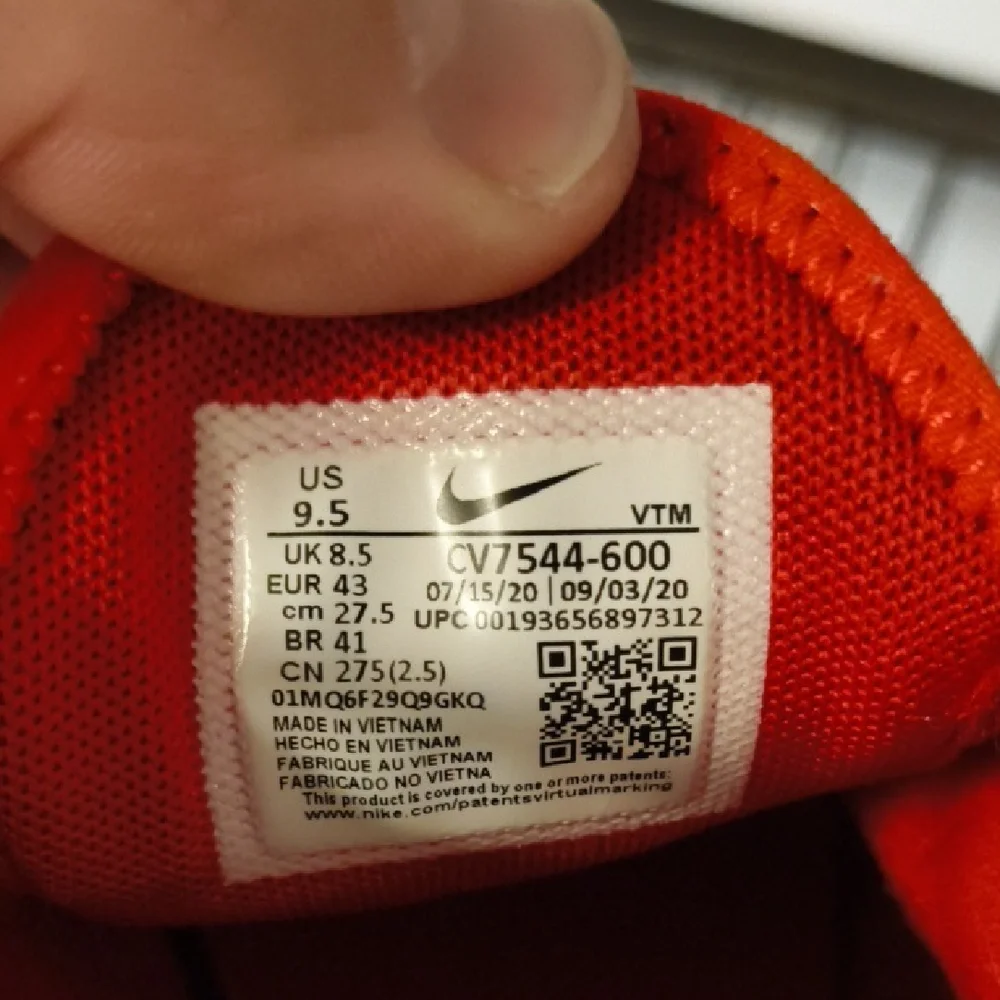 US
9.5
VTM
UK 8.5
EUR 43
cm 27.5
BR 41
CN 275(2.5)
CV7544-600
07/15/20 | 09/03/20
UPC 00193656897312
01MQ6F29Q9GKQ
MADE IN VIETNAM
HECHO EN VIETNAM
FABRIQUE AU VIETNAM
FABRICADO NO VIETNA
This product is covered by one or more patents:
www.nike.com/patentsvirtualmarking